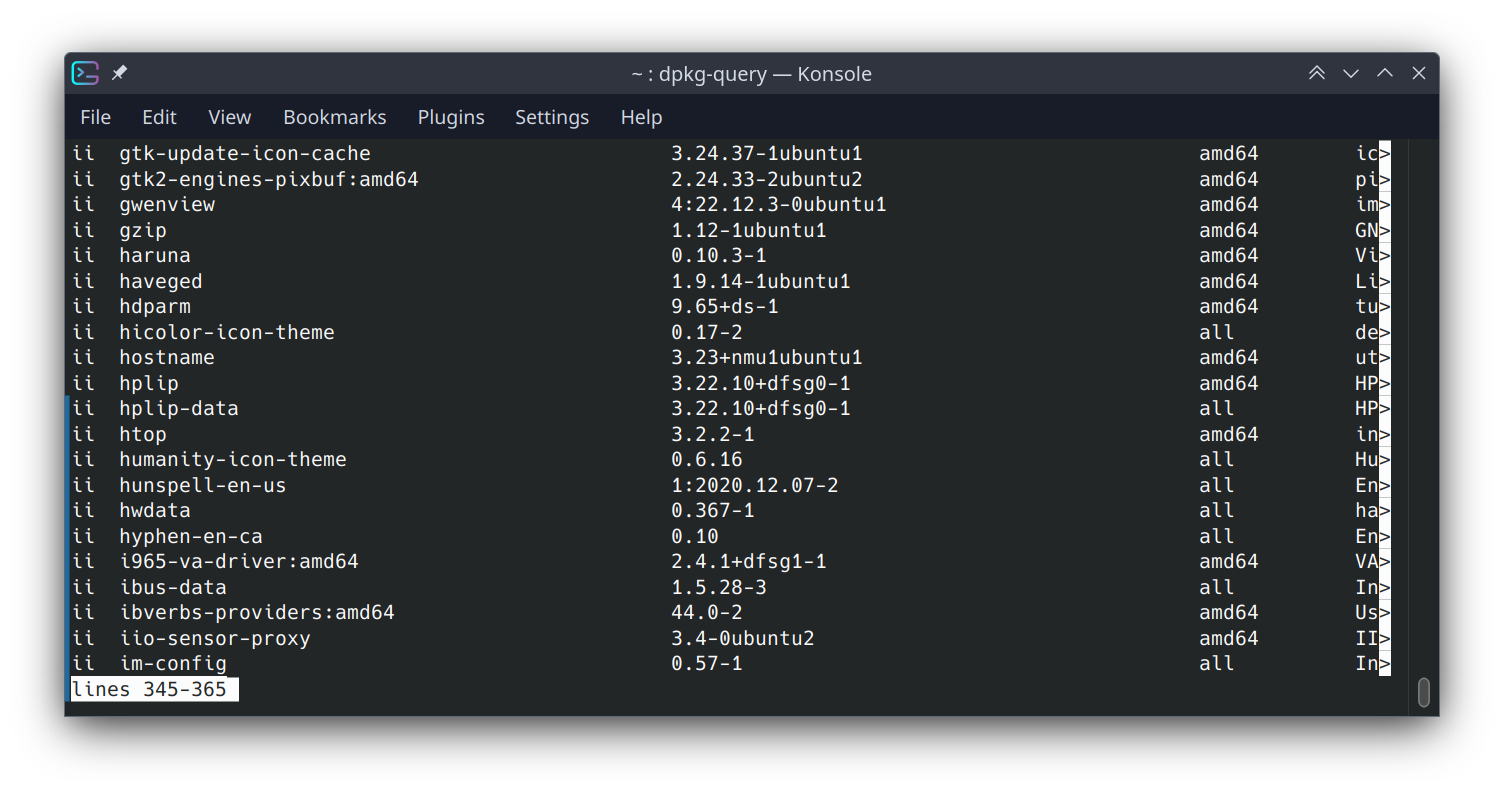 ~ : dpkg-query — Konsole
File Edit View Bookmarks Plugins Settings Help
ii gtk-update-icon-cache 3.24.37-1ubuntu1 amd64 ic>
ii gtk2-engines-pixbuf:amd64 2.24.33-2ubuntu2 amd64 pi>
ii gwenview 4:22.12.3-0ubuntu1 amd64 im>
ii gzip 1.12-1ubuntu1 amd64 GN>
ii haruna 0.10.3-1 amd64 Vi>
ii haveged 1.9.14-1ubuntu1 amd64 Li>
ii hdparm 9.65+ds-1 amd64 tu>
ii hicolor-icon-theme 0.17-2 all de>
ii hostname 3.23+nmu1ubuntu1 amd64 ut>
ii hplip 3.22.10+dfsg0-1 amd64 HP>
ii hplip-data 3.22.10+dfsg0-1 all HP>
ii htop 3.2.2-1 amd64 in>
ii humanity-icon-theme 0.6.16 all Hu>
ii hunspell-en-us 1:2020.12.07-2 all En>
ii hwdata 0.367-1 all ha>
ii hyphen-en-ca 0.10 all En>
ii i965-va-driver:amd64 2.4.1+dfsg1-1 amd64 VA>
ii ibus-data 1.5.28-3 all In>
ii ibverbs-providers:amd64 44.0-2 amd64 Us>
ii iio-sensor-proxy 3.4-0ubuntu2 amd64 II>
ii im-config 0.57-1 all In>
lines 345-365